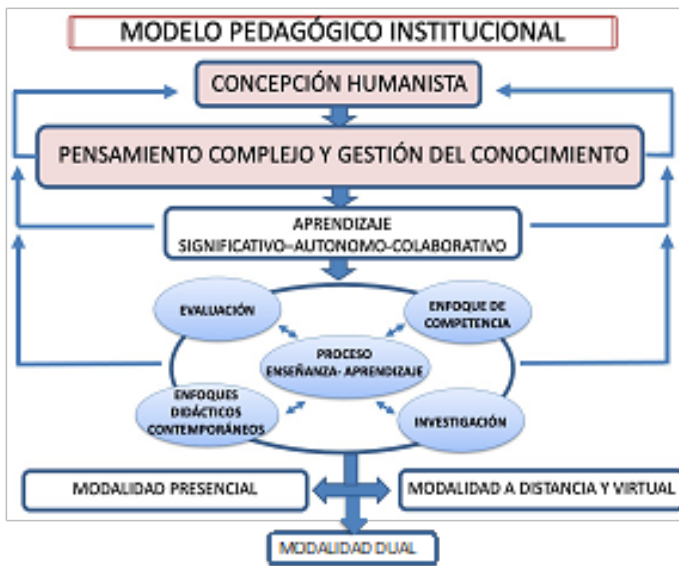 MODELO PEDAGÓGICO INSTITUCIONAL
CONCEPCIÓN HUMANISTA
PENSAMIENTO COMPLEJO Y GESTIÓN DEL CONOCIMIENTO
APRENDIZAJE
SIGNIFICATIVO-AUTONOMO-COLABORATIVO
EVALUACIÓN
ENFOQUE DE
COMPETENCIA
PROCESO
ENSEÑANZA- APRENDIZAJE
ENFOQUES
DIDÁCTICOS
CONTEMPORÁNEOS
INVESTIGACIÓN
MODALIDAD PRESENCIAL
MODALIDAD A DISTANCIA Y VIRTUAL
MODALIDAD DUAL